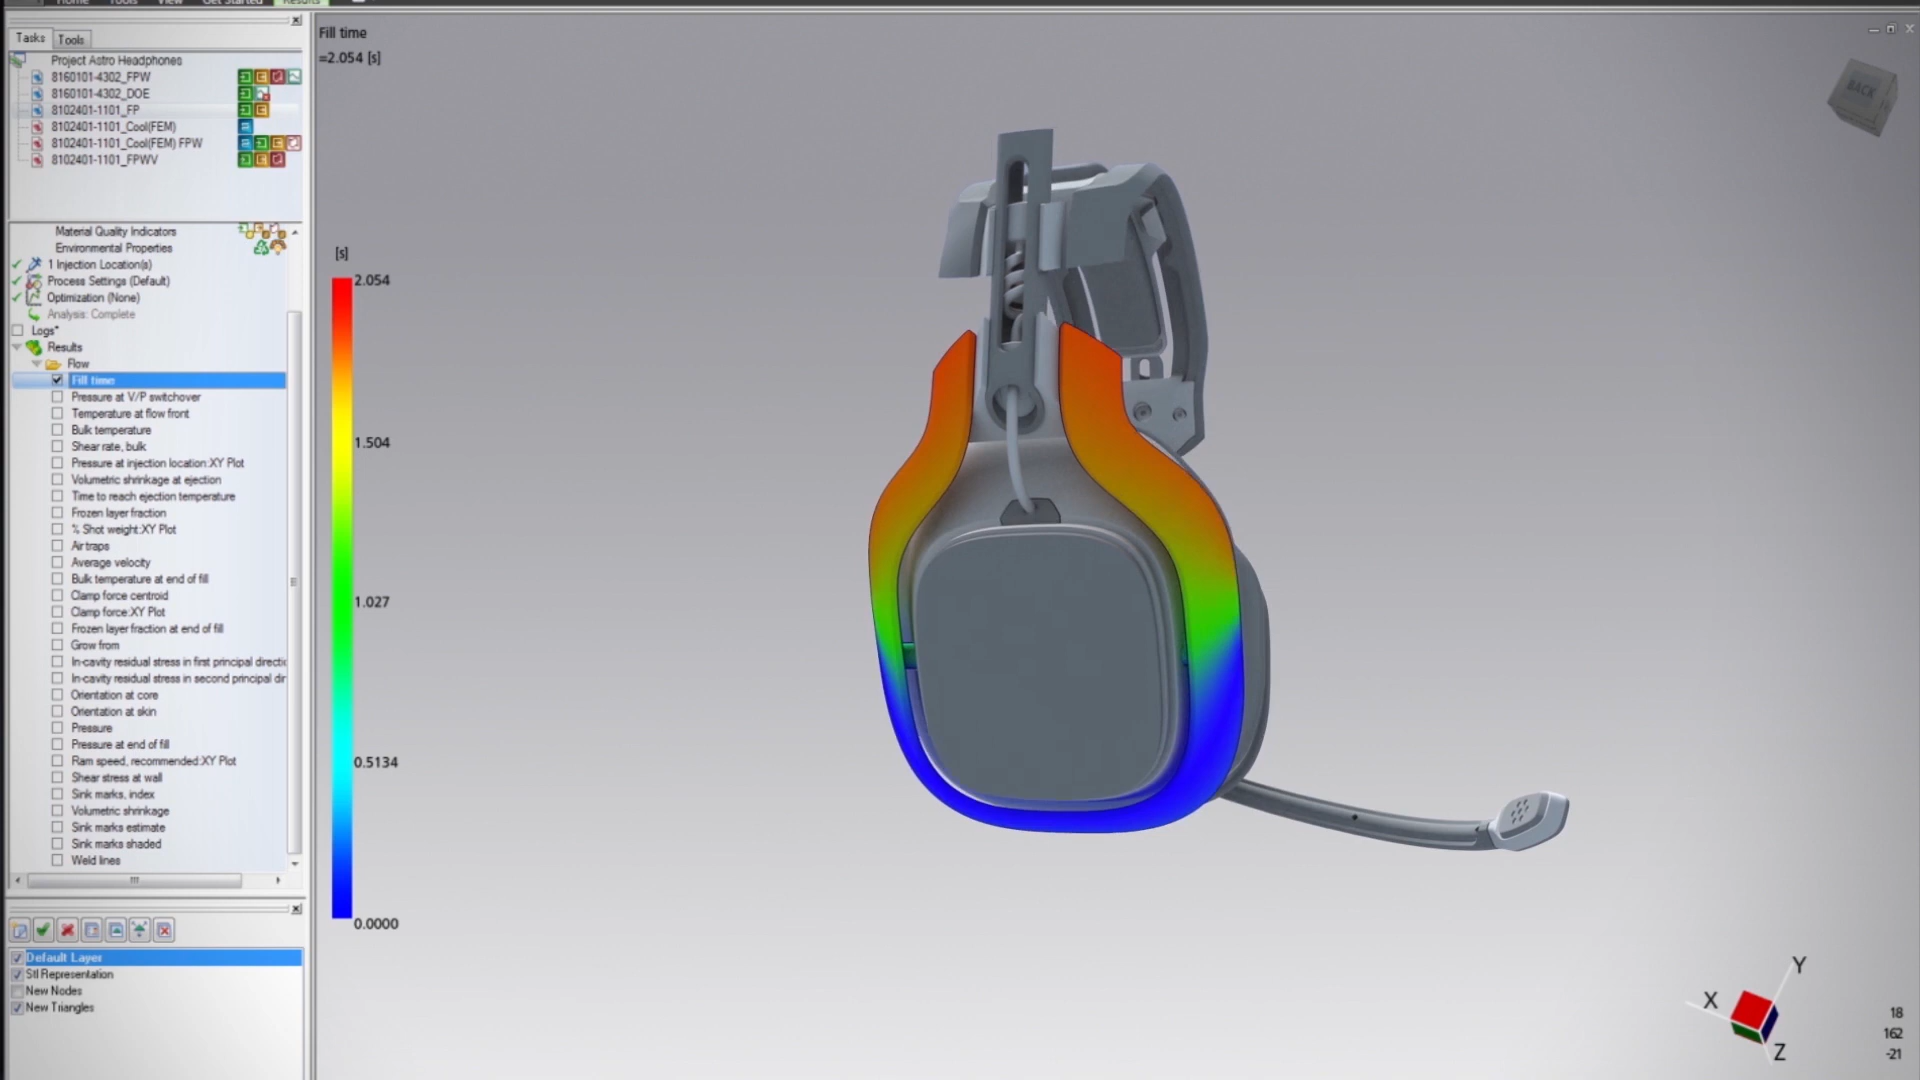 Home Tools View Get Started Results
Tasks Tools
Project Astro Headphones
8160101-4302_FPW
8160101-4302_DOE
8102401-1101_FP
8102401-1101_Cool(FEM)
8102401-1101_Cool(FEM) FPW
8102401-1101_FPWV
Material Quality Indicators
Environmental Properties
1 Injection Location(s)
Process Settings (Default)
Optimization (None)
Analysis: Complete
Logs*
Results
Flow
Fill time
Pressure at V/P switchover
Temperature at flow front
Bulk temperature
Shear rate, bulk
Pressure at injection location:XY Plot
Volumetric shrinkage at ejection
Time to reach ejection temperature
Frozen layer fraction
% Shot weight:XY Plot
Air traps
Average velocity
Bulk temperature at end of fill
Clamp force centroid
Clamp force:XY Plot
Frozen layer fraction at end of fill
Grow from
In-cavity residual stress in first principal directi
In-cavity residual stress in second principal dir
Orientation at core
Orientation at skin
Pressure
Pressure at end of fill
Ram speed, recommended:XY Plot
Shear stress at wall
Sink marks, index
Volumetric shrinkage
Sink marks estimate
Sink marks shaded
Weld lines
Default Layer
Stl Representation
New Nodes
New Triangles
Fill time
=2.054 [s]
[s]
2.054
1.504
1.027
0.5134
0.0000
BACK
Y
X
Z
18
162
-21